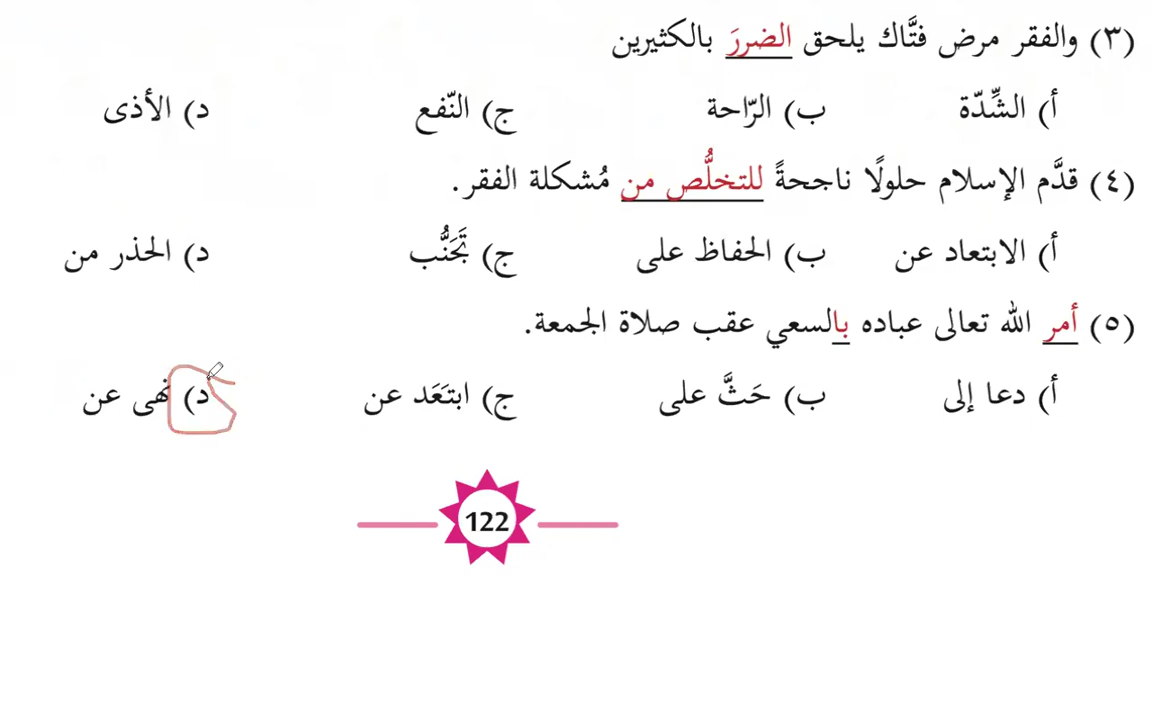 (٣) والفقر مرض فتَّاك يلحق الضررَ بالكثيرين
أ) الشِّدّة ب) الرّاحة ج) النّفع د) الأذى
(٤) قدَّم الإسلام حلولًا ناجحةً للتخلُّص من مُشكلة الفقر.
أ) الابتعاد عن ب) الحفاظ على ج) تَجَنُّب د) الحذر من
(٥) أمر الله تعالى عباده بالسعي عقب صلاة الجمعة.
أ) دعا إلى ب) حَثَّ على ج) ابتَعَد عن د) نهى عن
122